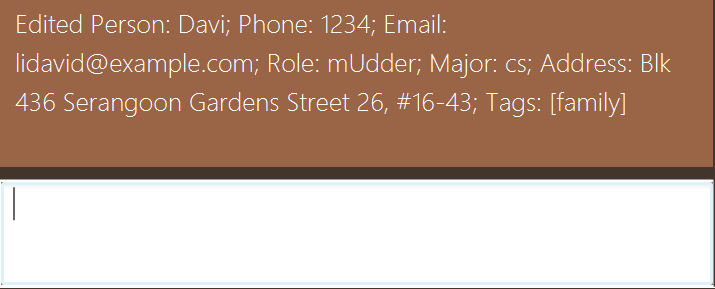 Edited Person: Davi; Phone: 1234; Email:
lidavid@example.com; Role: mUdder; Major: cs; Address: Blk
436 Serangoon Gardens Street 26, #16-43; Tags: [family]